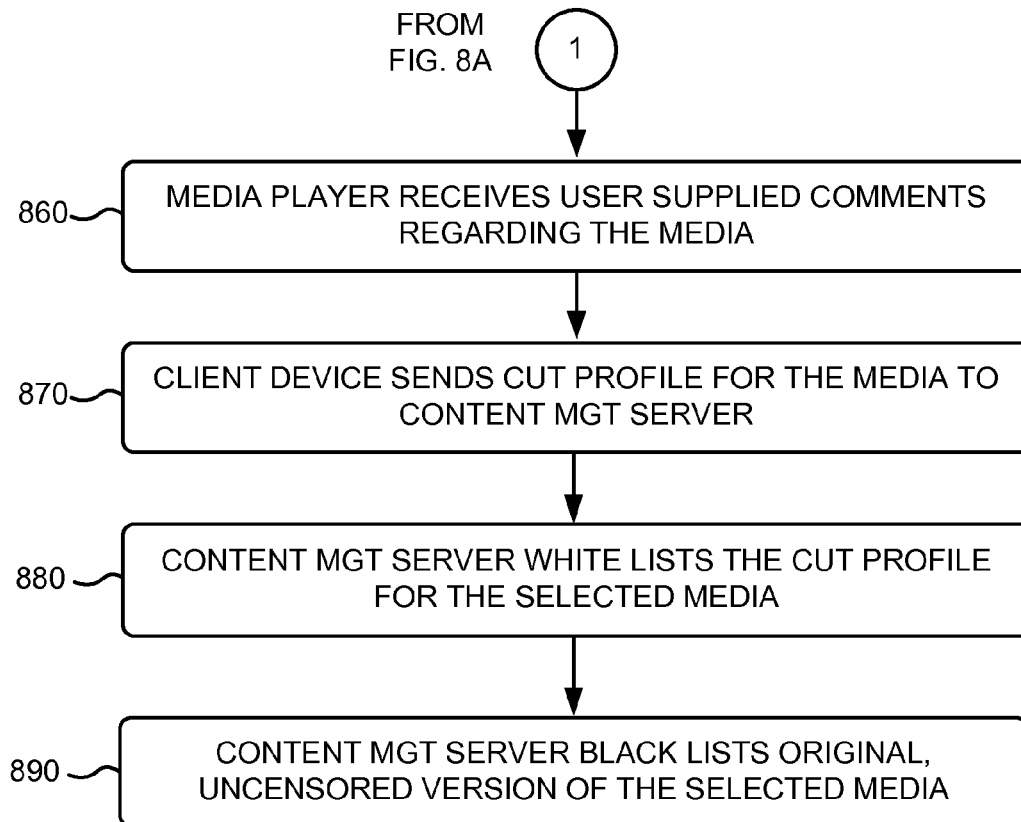 FROM
FIG. 8A
1
860
MEDIA PLAYER RECEIVES USER SUPPLIED COMMENTS
REGARDING THE MEDIA
870
CLIENT DEVICE SENDS CUT PROFILE FOR THE MEDIA TO
CONTENT MGT SERVER
880
CONTENT MGT SERVER WHITE LISTS THE CUT PROFILE
FOR THE SELECTED MEDIA
890
CONTENT MGT SERVER BLACK LISTS ORIGINAL,
UNCENSORED VERSION OF THE SELECTED MEDIA